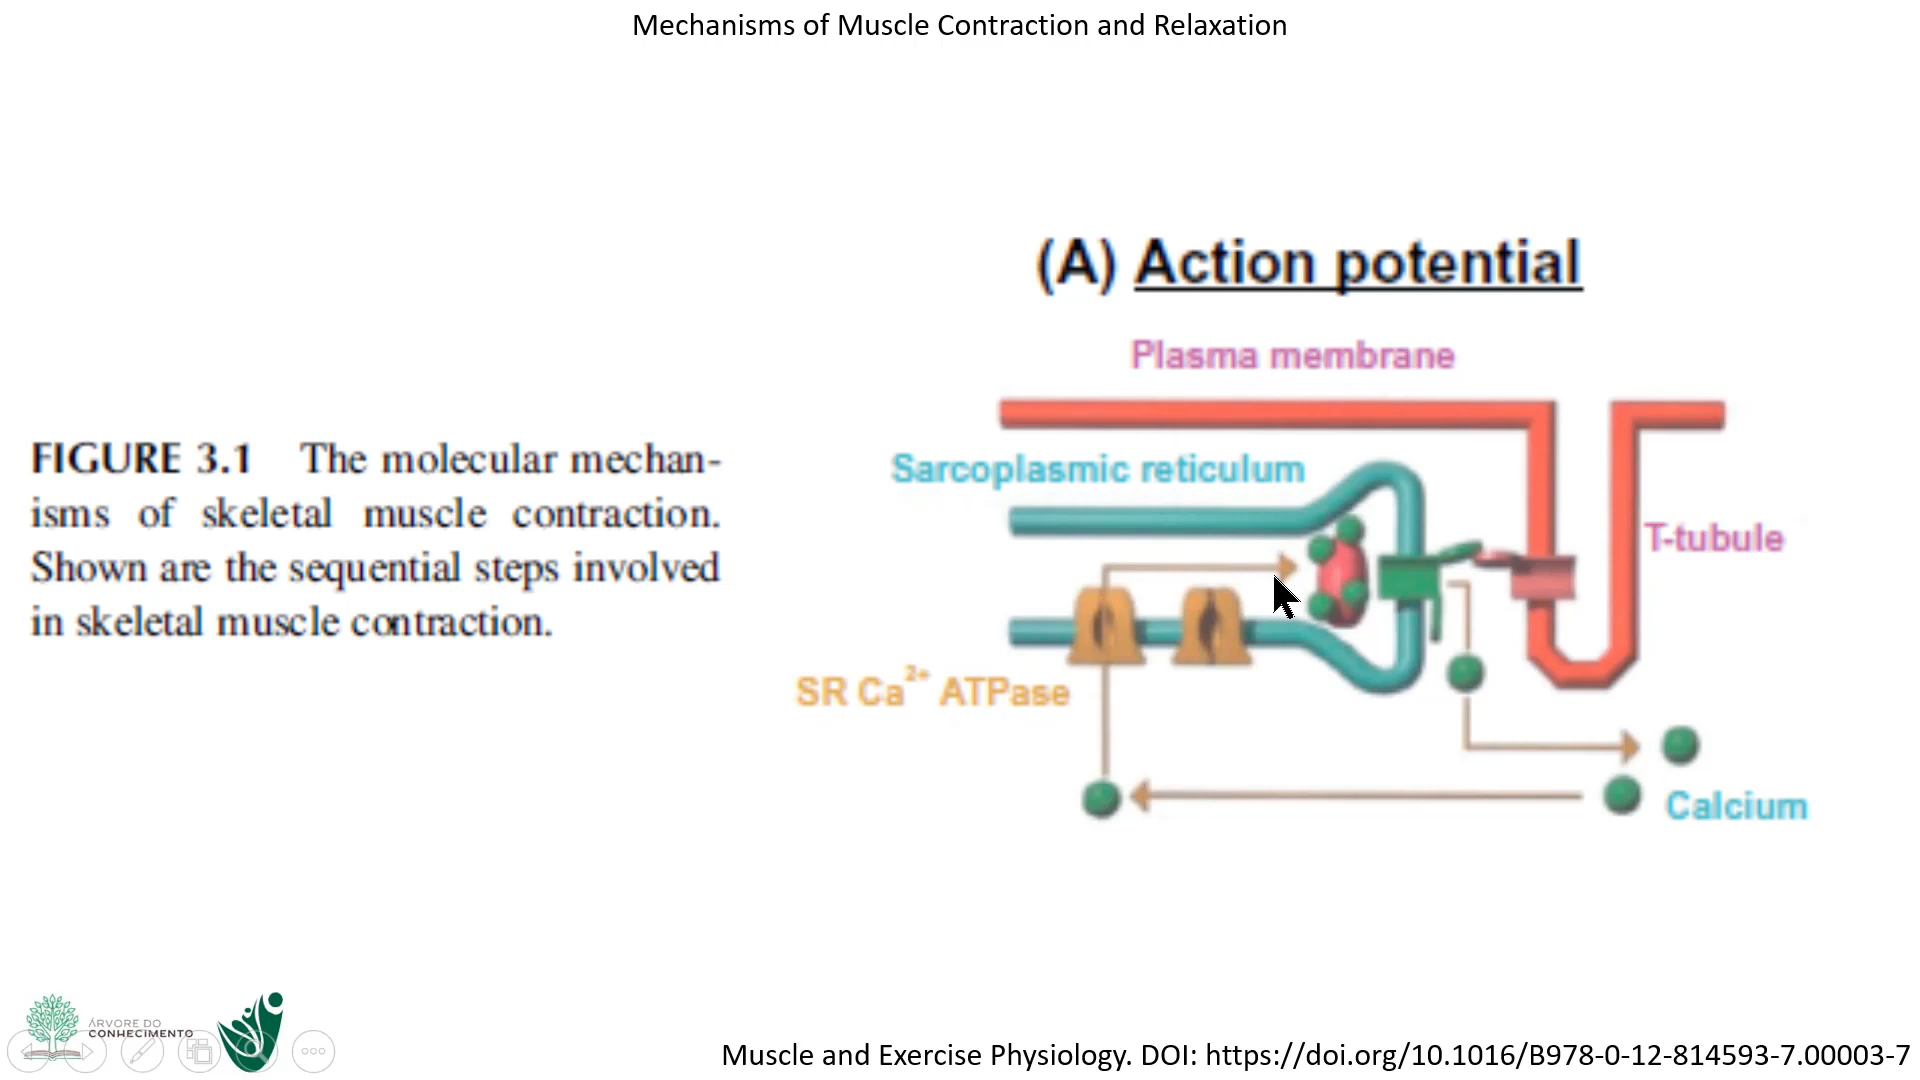 Mechanisms of Muscle Contraction and Relaxation
(A) Action potential
Plasma membrane
Sarcoplasmic reticulum
T-tubule
SR Ca²⁺ ATPase
Calcium
FIGURE 3.1 The molecular mechan-
isms of skeletal muscle contraction.
Shown are the sequential steps involved
in skeletal muscle contraction.
ÁRVORE DO
CONHECIMENTO
Muscle and Exercise Physiology. DOI: https://doi.org/10.1016/B978-0-12-814593-7.00003-7